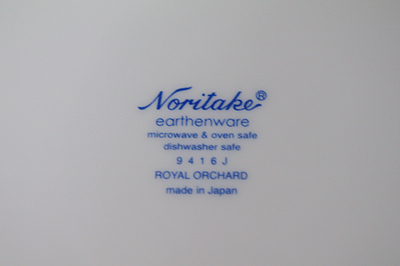 Noritake®
earthenware
microwave & oven safe
dishwasher safe
9416J
ROYAL ORCHARD
made in Japan